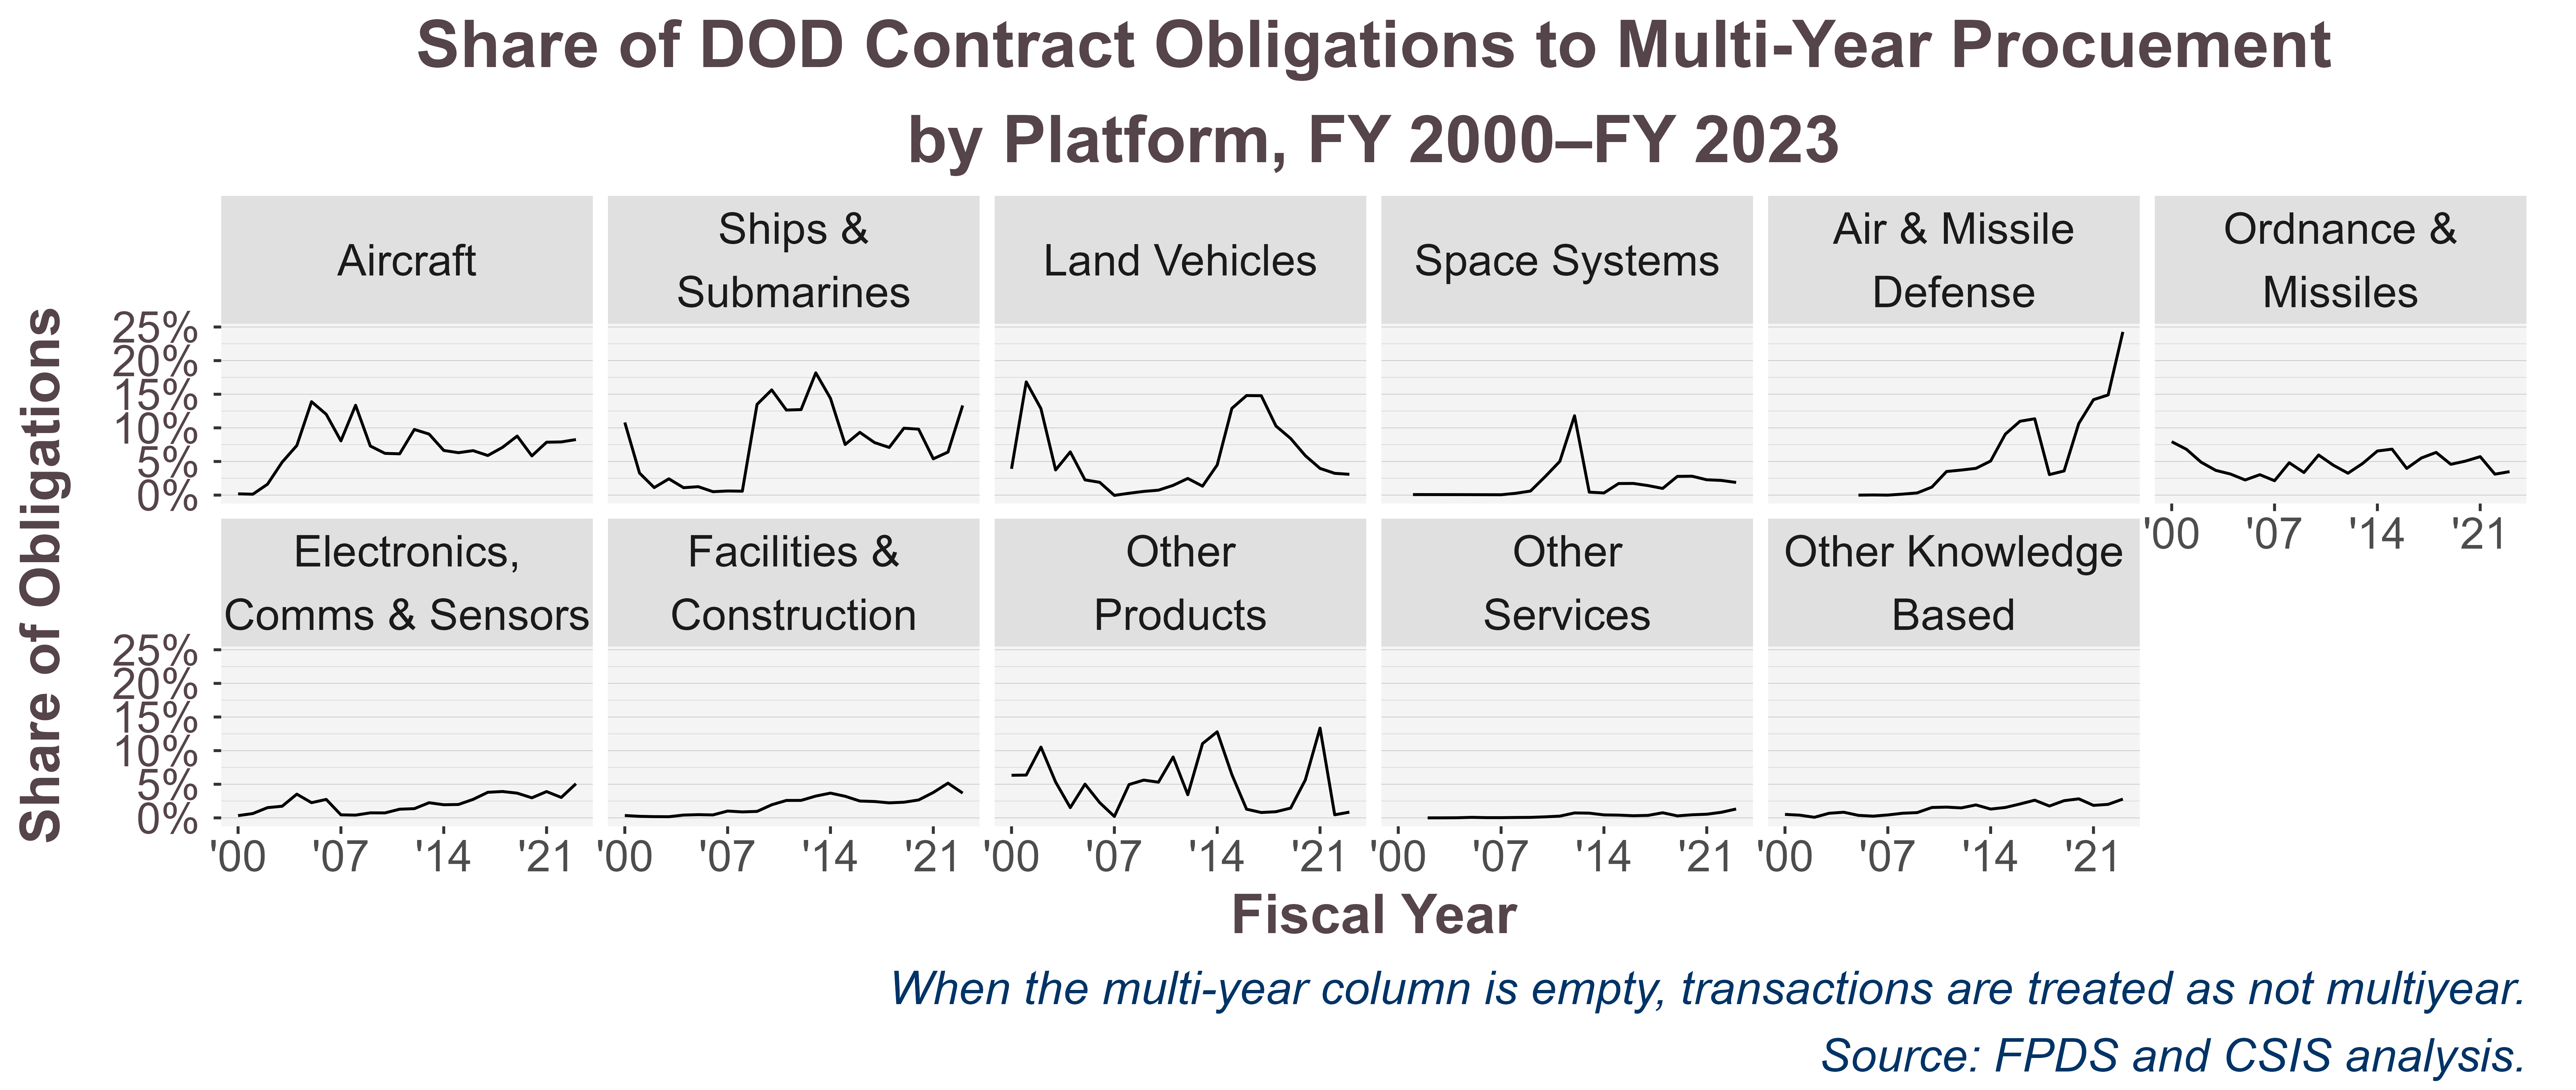 Share of DOD Contract Obligations to Multi-Year Procuement
by Platform, FY 2000–FY 2023
Aircraft
Ships &
Submarines
Land Vehicles
Space Systems
Air & Missile
Defense
Ordnance &
Missiles
Share of Obligations
25%
20%
15%
10%
5%
0%
'00 '07 '14 '21
Electronics,
Comms & Sensors
Facilities &
Construction
Other
Products
Other
Services
Other Knowledge
Based
25%
20%
15%
10%
5%
0%
'00 '07 '14 '21
'00 '07 '14 '21
'00 '07 '14 '21
'00 '07 '14 '21
'00 '07 '14 '21
Fiscal Year
When the multi-year column is empty, transactions are treated as not multiyear.
Source: FPDS and CSIS analysis.